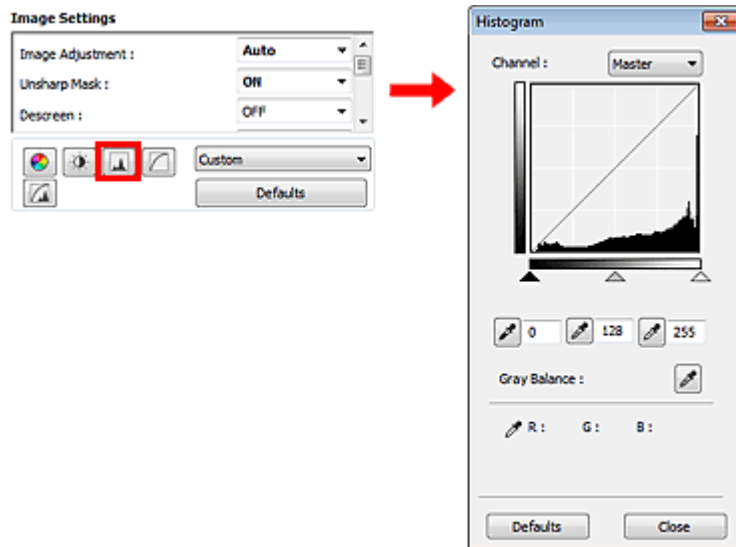 Image Settings
Image Adjustment : Auto
Unsharp Mask : ON
Descreen : OFF
Custom
Defaults
Histogram
Channel : Master
0 128 255
Gray Balance :
R : G : B :
Defaults Close